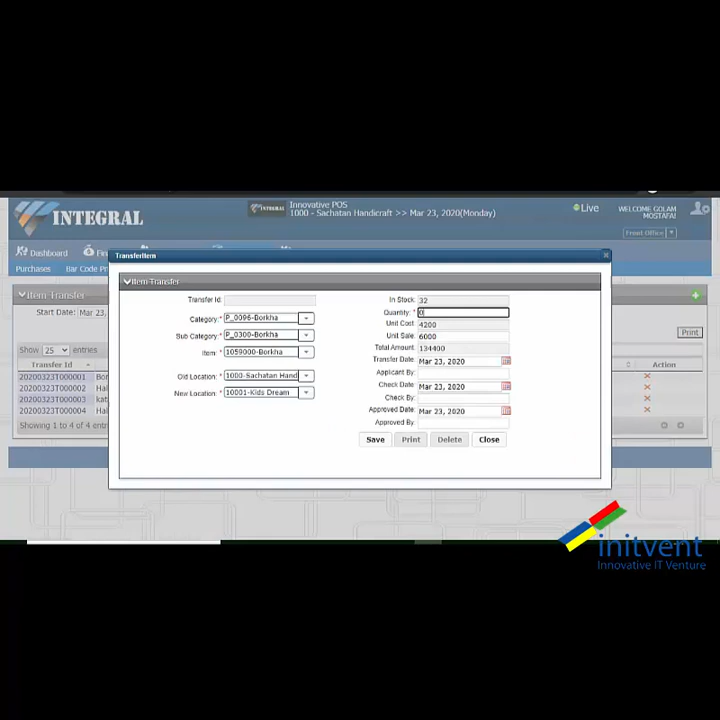 INTEGRAL
INTEGRAL
Innovative POS
1000 - Sachatan Handicraft >> Mar 23, 2020(Monday)
Live
WELCOME GOLAM
MOSTAFA!
Front Office
Dashboard
Purchases
Bar Code
TransferItem
Item Transfer
Start Date: Mar 23,
Print
Show 25 entries
Transfer Id
Action
20200323T000001
20200323T000002
20200323T000003
20200323T000004
Showing 1 to 4 of 4
Item Transfer
Transfer Id:
Category:* P_0096-Borkha
Sub Category:* P_0300-Borkha
Item:* 1059000-Borkha
Old Location: * 1000-Sachatan Hand
New Location: * 10001-Kids Dream
In Stock: 32
Quantity: * 0
Unit Cost: 4200
Unit Sale: 6000
Total Amount: 134400
Transfer Date: Mar 23, 2020
Applicant By:
Check Date: Mar 23, 2020
Check By:
Approved Date: Mar 23, 2020
Approved By:
Save
Print
Delete
Close
initvent
Innovative IT Venture